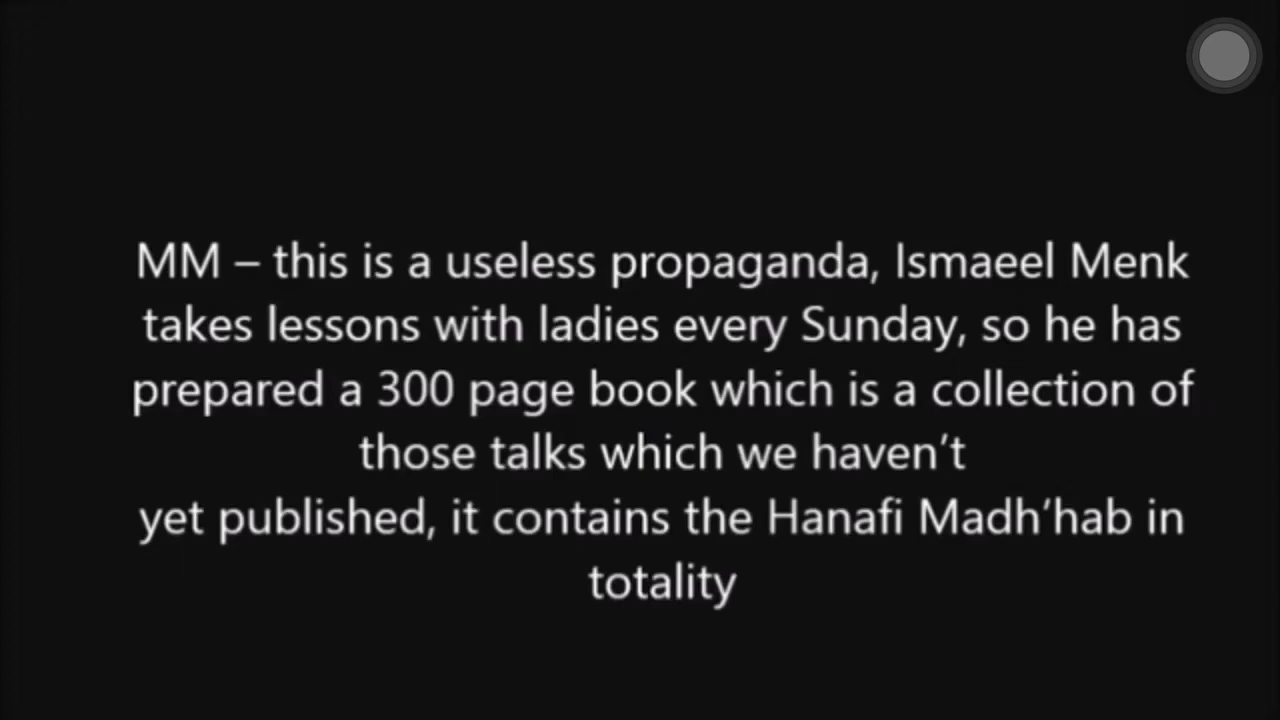 MM – this is a useless propaganda, Ismaeel Menk
takes lessons with ladies every Sunday, so he has
prepared a 300 page book which is a collection of
those talks which we haven’t
yet published, it contains the Hanafi Madh’hab in
totality